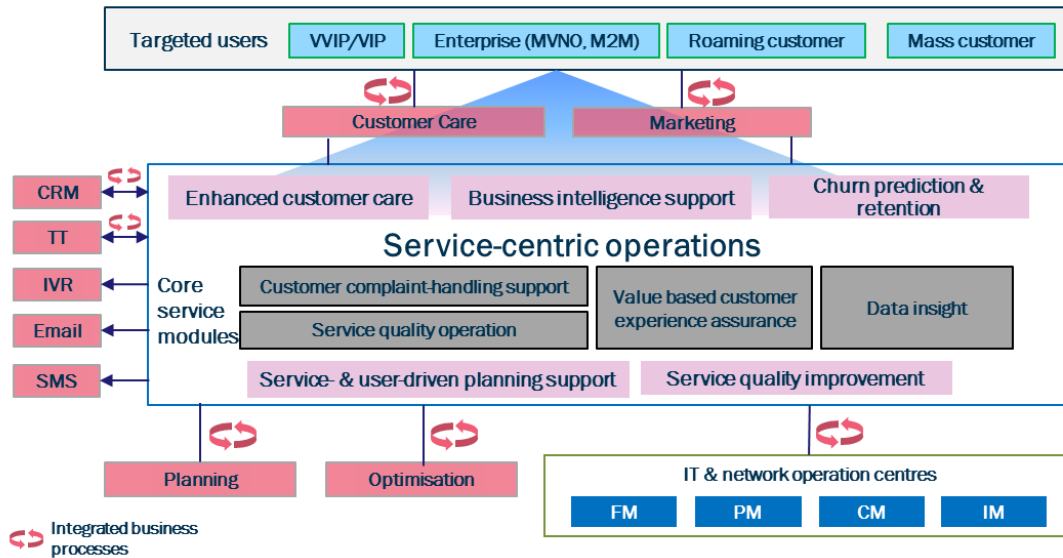 Targeted users
VVIP/VIP
Enterprise (MVNO, M2M)
Roaming customer
Mass customer
Customer Care
Marketing
CRM
TT
IVR
Email
SMS
Enhanced customer care
Business intelligence support
Churn prediction &
retention
Service-centric operations
Core
service
modules
Customer complaint-handling support
Service quality operation
Value based customer
experience assurance
Data insight
Service- & user-driven planning support
Service quality improvement
Planning
Optimisation
IT & network operation centres
FM
PM
CM
IM
Integrated business
processes